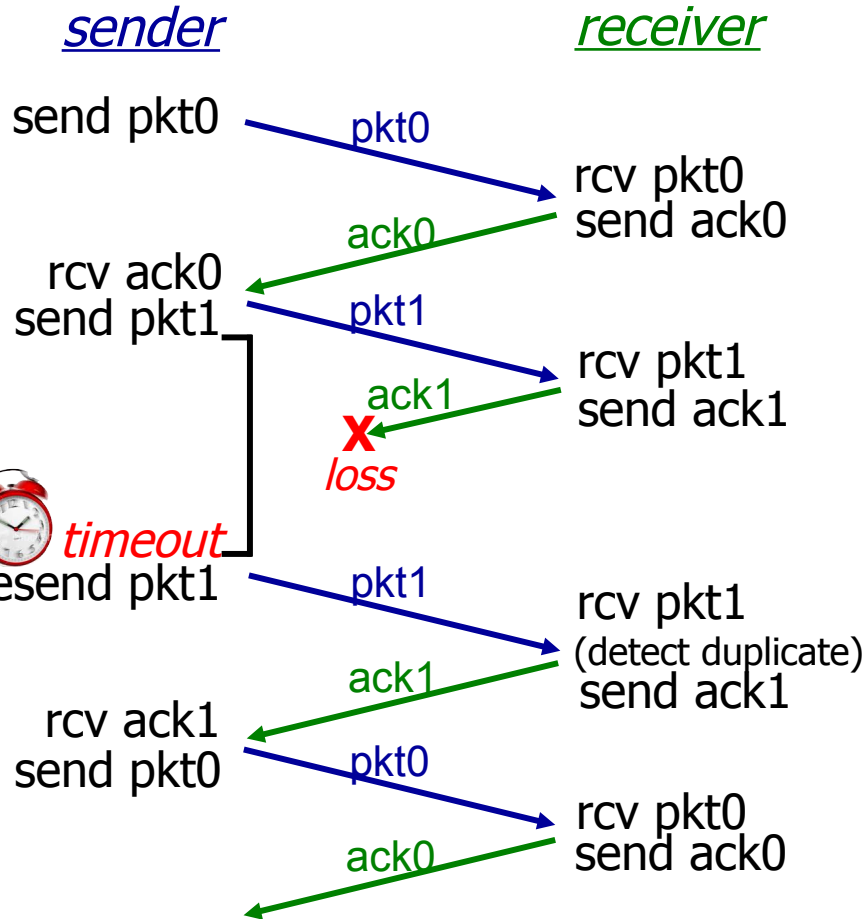 sender
receiver
send pkt0
pkt0
rcv pkt0
send ack0
ack0
rcv ack0
send pkt1
pkt1
rcv pkt1
send ack1
ack1
X
loss
timeout
esend pkt1
pkt1
rcv pkt1
(detect duplicate)
send ack1
ack1
rcv ack1
send pkt0
pkt0
rcv pkt0
send ack0
ack0